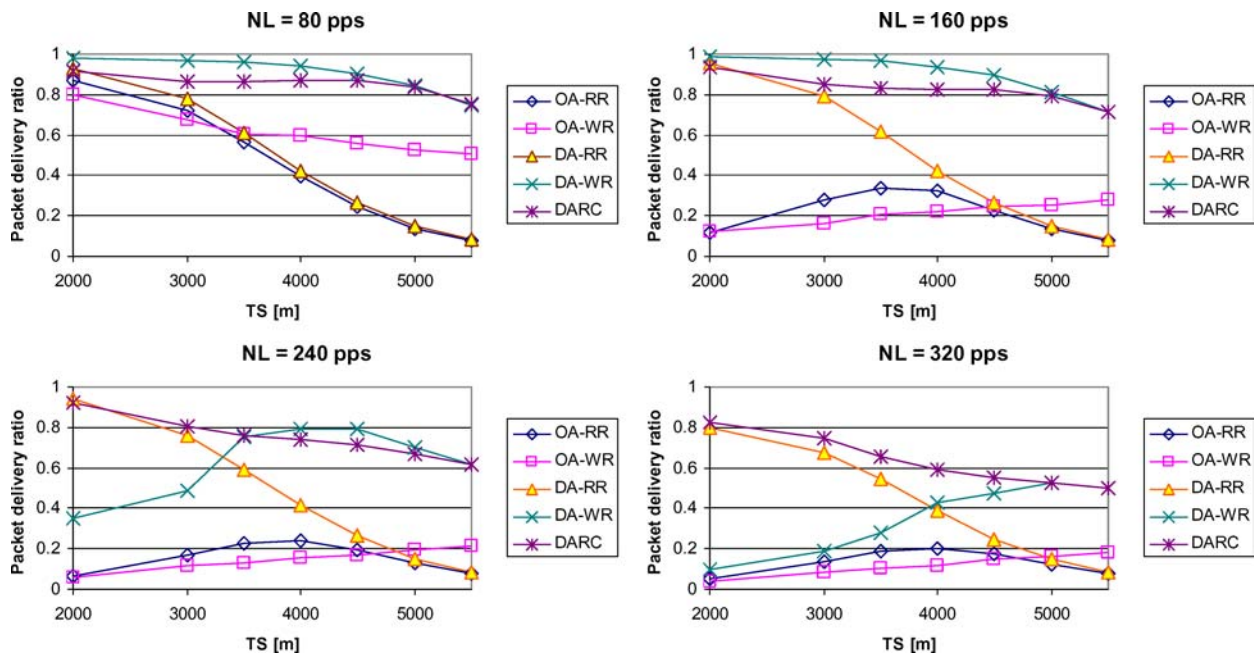 NL = 80 pps
Packet delivery ratio
1
0.8
0.6
0.4
0.2
0
2000 3000 4000 5000
TS [m]
OA-RR
OA-WR
DA-RR
DA-WR
DARC
NL = 160 pps
Packet delivery ratio
1
0.8
0.6
0.4
0.2
0
2000 3000 4000 5000
TS [m]
OA-RR
OA-WR
DA-RR
DA-WR
DARC
NL = 240 pps
Packet delivery ratio
1
0.8
0.6
0.4
0.2
0
2000 3000 4000 5000
TS [m]
OA-RR
OA-WR
DA-RR
DA-WR
DARC
NL = 320 pps
Packet delivery ratio
1
0.8
0.6
0.4
0.2
0
2000 3000 4000 5000
TS [m]
OA-RR
OA-WR
DA-RR
DA-WR
DARC